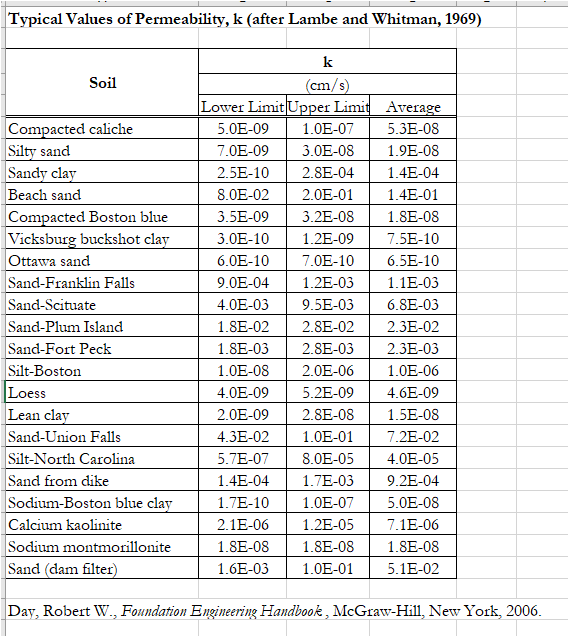 Typical Values of Permeability, k (after Lambe and Whitman, 1969)
Soil k
(cm/s)
Lower Limit Upper Limit Average
Compacted caliche 5.0E-09 1.0E-07 5.3E-08
Silty sand 7.0E-09 3.0E-08 1.9E-08
Sandy clay 2.5E-10 2.8E-04 1.4E-04
Beach sand 8.0E-02 2.0E-01 1.4E-01
Compacted Boston blue 3.5E-09 3.2E-08 1.8E-08
Vicksburg buckshot clay 3.0E-10 1.2E-09 7.5E-10
Ottawa sand 6.0E-10 7.0E-10 6.5E-10
Sand-Franklin Falls 9.0E-04 1.2E-03 1.1E-03
Sand-Scituate 4.0E-03 9.5E-03 6.8E-03
Sand-Plum Island 1.8E-02 2.8E-02 2.3E-02
Sand-Fort Peck 1.8E-03 2.8E-03 2.3E-03
Silt-Boston 1.0E-08 2.0E-06 1.0E-06
Loess 4.0E-09 5.2E-09 4.6E-09
Lean clay 2.0E-09 2.8E-08 1.5E-08
Sand-Union Falls 4.3E-02 1.0E-01 7.2E-02
Silt-North Carolina 5.7E-07 8.0E-05 4.0E-05
Sand from dike 1.4E-04 1.7E-03 9.2E-04
Sodium-Boston blue clay 1.7E-10 1.0E-07 5.0E-08
Calcium kaolinite 2.1E-06 1.2E-05 7.1E-06
Sodium montmorillonite 1.8E-08 1.8E-08 1.8E-08
Sand (dam filter) 1.6E-03 1.0E-01 5.1E-02
Day, Robert W., Foundation Engineering Handbook, McGraw-Hill, New York, 2006.